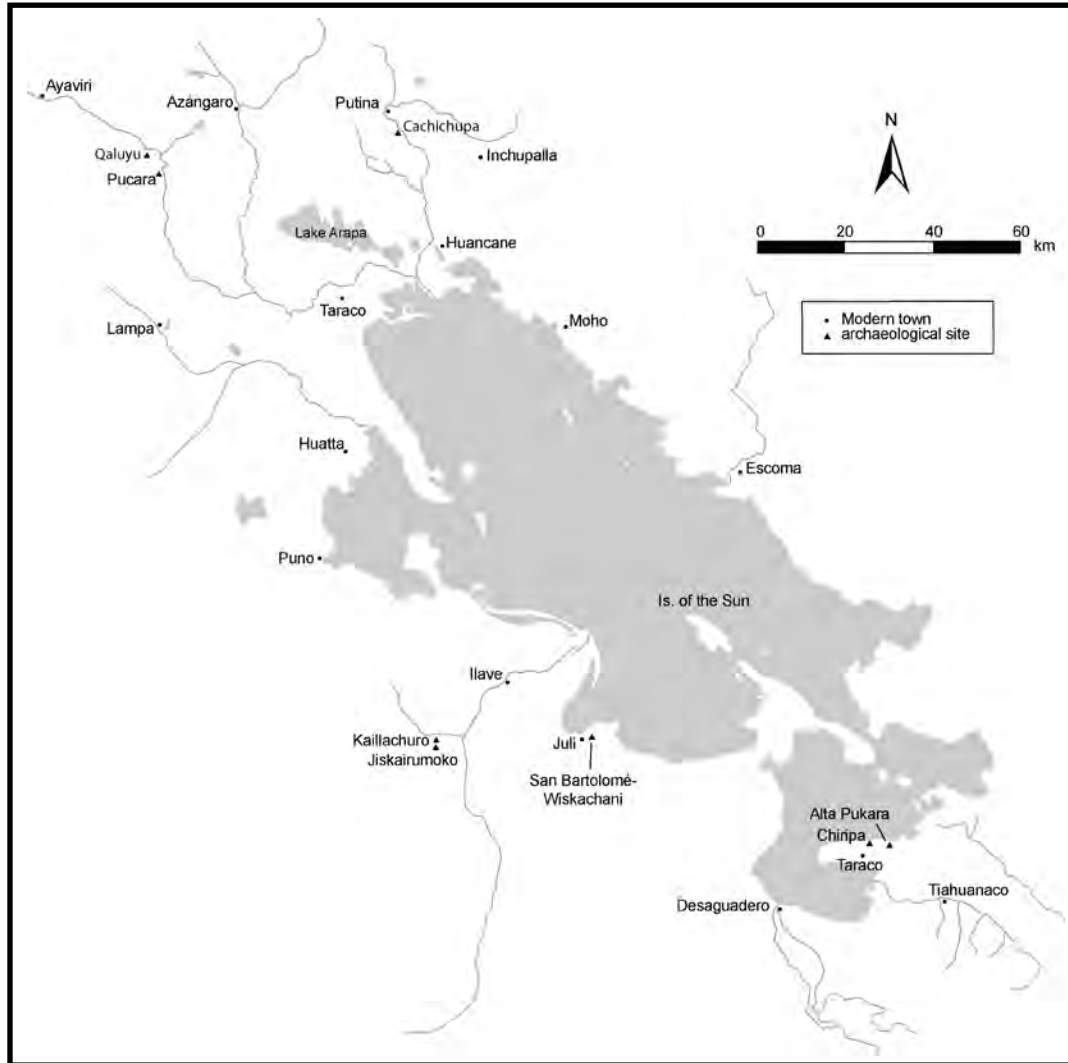 Ayaviri
Azángaro
Putina
Cachichupa
Qaluyu
Inchupalla
Pucara
N
Lake Arapa
Huancane
0 20 40 60
km
Taraco
Lampa
Moho
Modern town
archaeological site
Huatta
Escoma
Puno
Is. of the Sun
Ilave
Kaillachuro
Jiskairumoko
Juli
San Bartolomé-
Wiskachani
Alta Pukara
Chiripa
Taraco
Tiahuanaco
Desaguadero